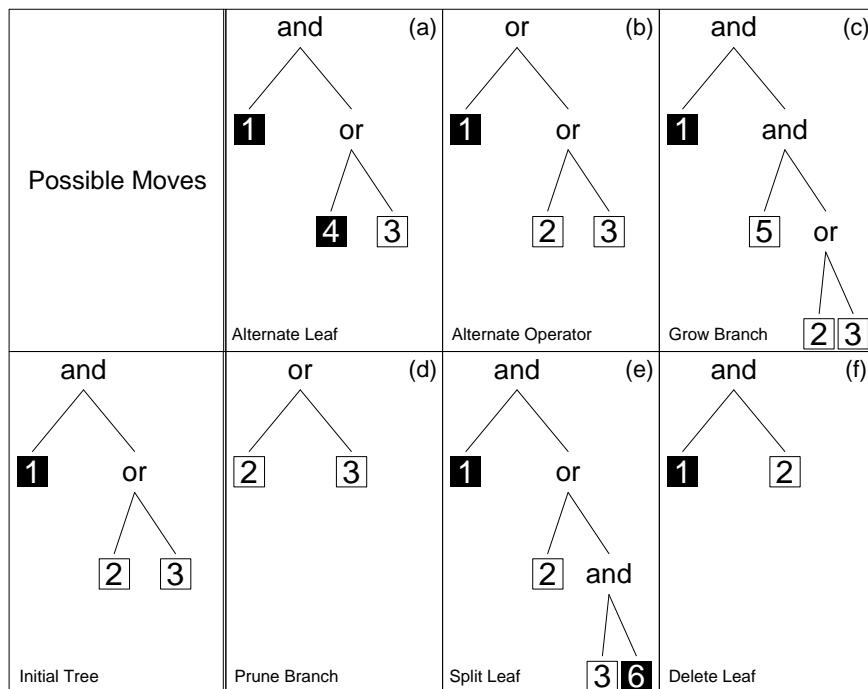 Possible Moves
and (a)
1 or
4 3
Alternate Leaf
or (b)
1 or
2 3
Alternate Operator
and (c)
1 and
5 or
2 3
Grow Branch
and
1 or
2 3
Initial Tree
or (d)
2 3
Prune Branch
and (e)
1 or
2 and
3 6
Split Leaf
and (f)
1 2
Delete Leaf